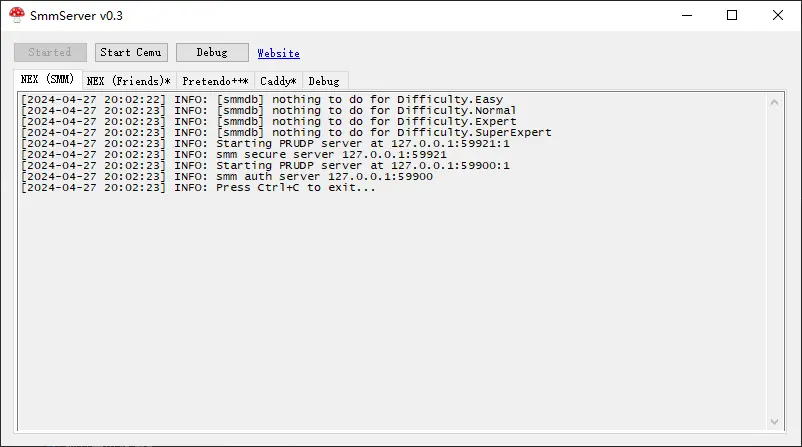 SmmServer v0.3
Started Start Cemu Debug Website
NEX (SMM) NEX (Friends)* Pretendo++* Caddy* Debug
[2024-04-27 20:02:22] INFO: [smmdb] nothing to do for Difficulty.Easy
[2024-04-27 20:02:23] INFO: [smmdb] nothing to do for Difficulty.Normal
[2024-04-27 20:02:23] INFO: [smmdb] nothing to do for Difficulty.Expert
[2024-04-27 20:02:23] INFO: [smmdb] nothing to do for Difficulty.SuperExpert
[2024-04-27 20:02:23] INFO: Starting PRUDP server at 127.0.0.1:59921:1
[2024-04-27 20:02:23] INFO: smm secure server 127.0.0.1:59921
[2024-04-27 20:02:23] INFO: Starting PRUDP server at 127.0.0.1:59900:1
[2024-04-27 20:02:23] INFO: smm auth server 127.0.0.1:59900
[2024-04-27 20:02:23] INFO: Press Ctrl+C to exit...